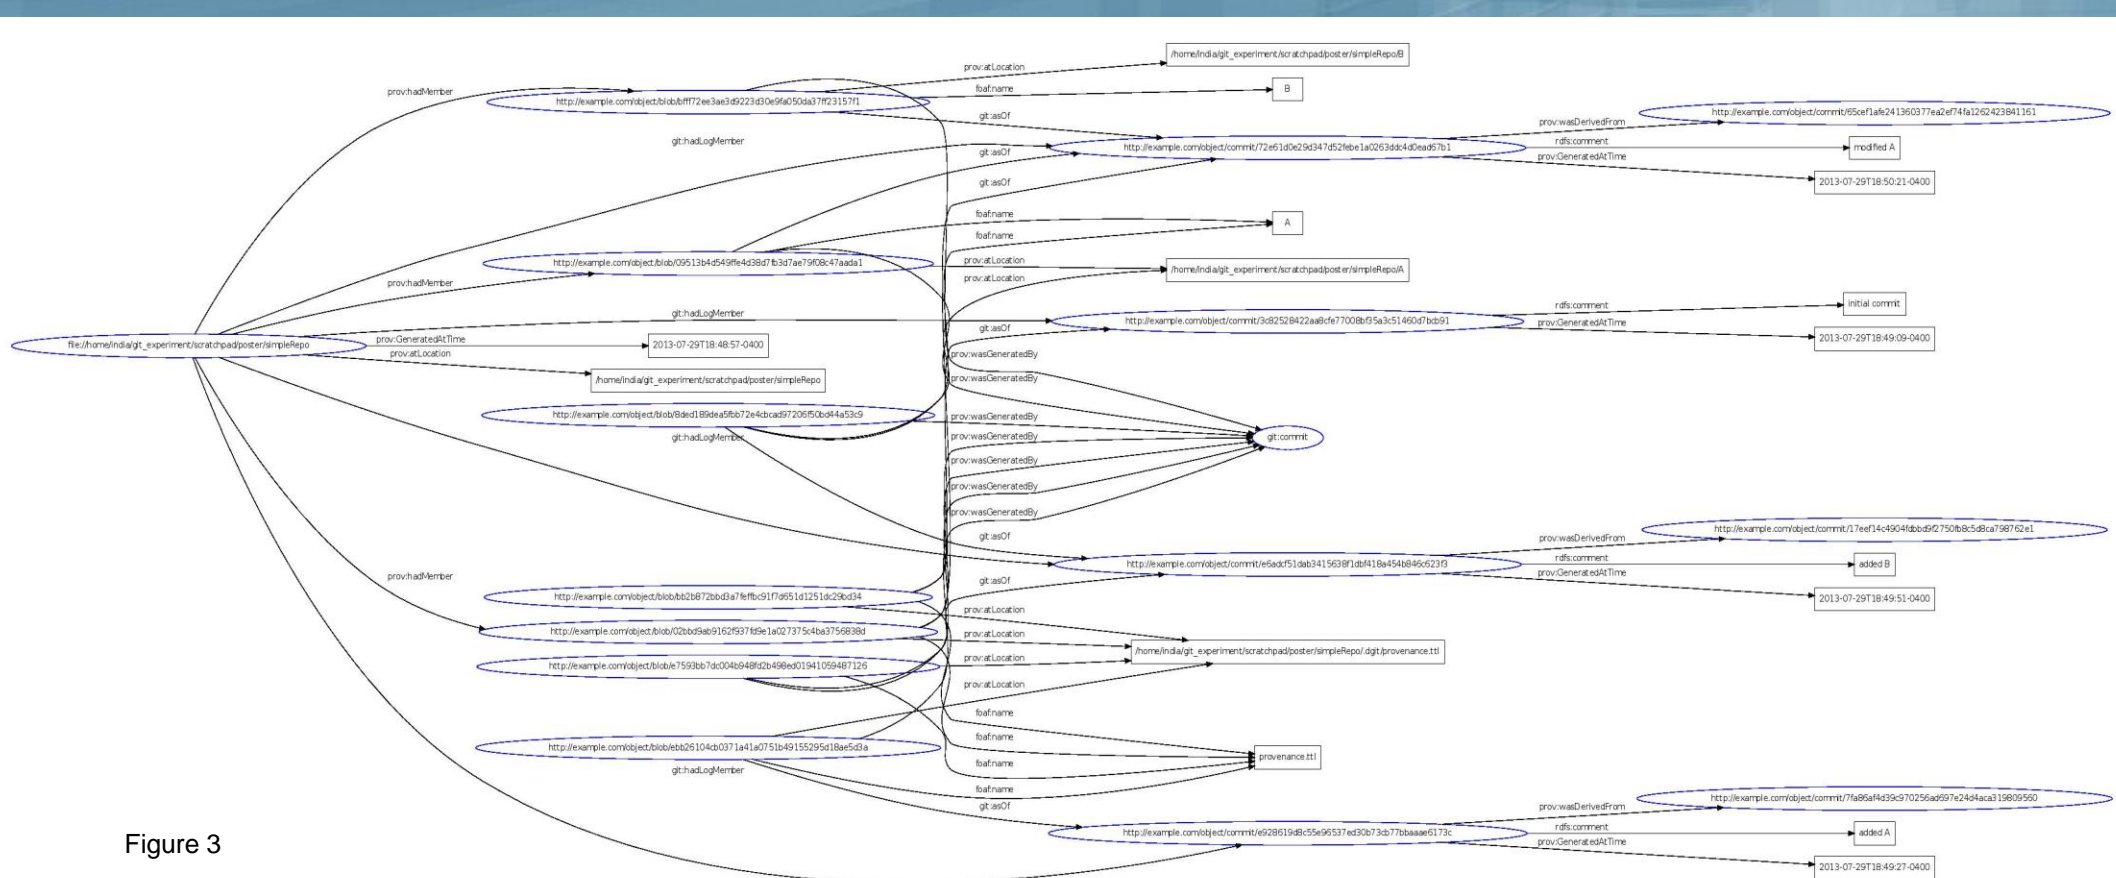 /home/india/git_experiment/scratchpad/poster/simpleRepo/B
prov:atLocation
prov:hadMember
foaf:name
B
http://example.com/object/blob/bfff72ee3ae3d9223d30e9fa050da37ff23157f1
http://example.com/object/commit/65cef1afe241360377ea2ef74fa1262423841161
git:asOf
prov:wasDerivedFrom
git:hadLogMember
rdfs:comment
http://example.com/object/commit/72e61d0e29d347d52febe1a0263ddc4d0ead67b1
modified A
git:asOf
prov:GeneratedAtTime
git:asOf
2013-07-29T18:50:21-0400
foaf:name
A
foaf:name
http://example.com/object/blob/09513b4d549ffe4d38d7fb3d7ae79f08c47aada1
prov:atLocation
/home/india/git_experiment/scratchpad/poster/simpleRepo/A
prov:hadMember
prov:atLocation
rdfs:comment
initial commit
git:hadLogMember
http://example.com/object/commit/3c82528422aa8cfe77008bf35a3c51460d7bcb91
prov:GeneratedAtTime
git:asOf
prov:GeneratedAtTime
2013-07-29T18:49:09-0400
file://home/india/git_experiment/scratchpad/poster/simpleRepo
2013-07-29T18:48:57-0400
prov:atLocation
prov:wasGeneratedBy
/home/india/git_experiment/scratchpad/poster/simpleRepo
prov:wasGeneratedBy
http://example.com/object/blob/8ded189dea5fbb72e4cbcad97206f50bd44a53c9
prov:wasGeneratedBy
git:hadLogMember
prov:wasGeneratedBy
git:commit
prov:wasGeneratedBy
prov:wasGeneratedBy
prov:wasGeneratedBy
http://example.com/object/commit/17eef14c4904fdbbd9f2750fb8c5d8ca798762e1
git:asOf
prov:wasDerivedFrom
rdfs:comment
http://example.com/object/commit/e6adcf51dab3415638f1dbf418a454b846c623f3
added B
prov:hadMember
git:asOf
prov:GeneratedAtTime
http://example.com/object/blob/bb2b872bbd3a7feffbc91f7d651d1251dc29bd34
2013-07-29T18:49:51-0400
prov:atLocation
http://example.com/object/blob/02bbd9ab9162f937fd9e1a027375c4ba3756838d
prov:atLocation
/home/india/git_experiment/scratchpad/poster/simpleRepo/.dgit/provenance.ttl
prov:atLocation
http://example.com/object/blob/e7593bb7dc004b948fd2b498ed01941059487126
prov:atLocation
foaf:name
foaf:name
http://example.com/object/blob/ebb26104cb0371a41a0751b49155295d18ae5d3a
provenance.ttl
foaf:name
git:hadLogMember
foaf:name
http://example.com/object/commit/7fa86af4d39c970256ad697e24d4aca319809560
git:asOf
prov:wasDerivedFrom
rdfs:comment
http://example.com/object/commit/e928619d8c55e96537ed30b73cb77bbaaae6173c
added A
prov:GeneratedAtTime
Figure 3
2013-07-29T18:49:27-0400